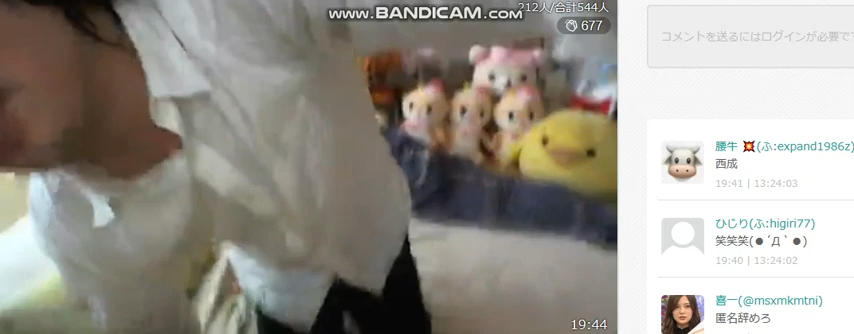 www.BANDICAM.com
212人/合計544人
677
19:44
コメントを送るにはログインが必要で
腰牛 💥(ふ:expand1986z)
西成
19:41 | 13:24:03
ひじり(ふ:higiri77)
笑笑笑(●´Д`●)
19:40 | 13:24:02
喜一(@msxmkmtni)
匿名辞めろ